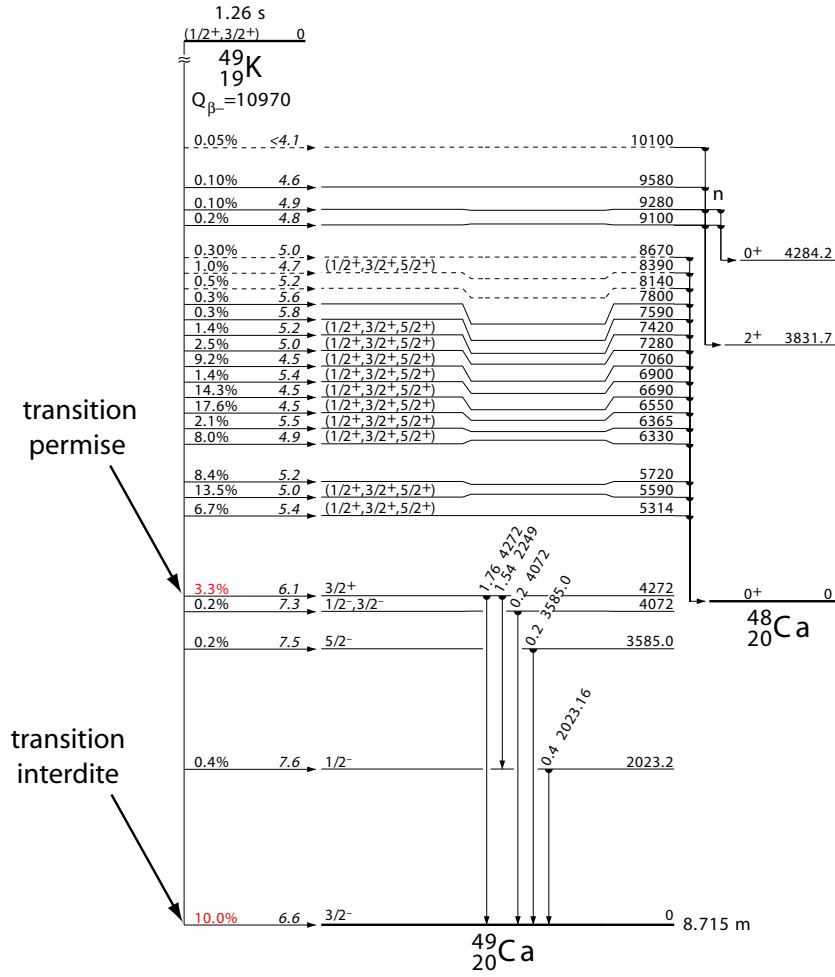 1.26 s
(1/2+,3/2+) 0
49
19 K
Qβ–=10970
0.05% <4.1 10100
0.10% 4.6 9580
n
0.10% 4.9 9280
0.2% 4.8 9100
0+ 4284.2
0.30% 5.0 8670
1.0% 4.7 (1/2+,3/2+,5/2+) 8390
0.5% 5.2 8140
0.3% 5.6 7800
0.3% 5.8 7590
1.4% 5.2 (1/2+,3/2+,5/2+) 7420
2+ 3831.7
2.5% 5.0 (1/2+,3/2+,5/2+) 7280
9.2% 4.5 (1/2+,3/2+,5/2+) 7060
1.4% 5.4 (1/2+,3/2+,5/2+) 6900
14.3% 4.5 (1/2+,3/2+,5/2+) 6690
17.6% 4.5 (1/2+,3/2+,5/2+) 6550
2.1% 5.5 (1/2+,3/2+,5/2+) 6365
8.0% 4.9 (1/2+,3/2+,5/2+) 6330
transition
permise
8.4% 5.2 5720
13.5% 5.0 (1/2+,3/2+,5/2+) 5590
6.7% 5.4 (1/2+,3/2+,5/2+) 5314
1.76 4272
1.54 2249
0.2 4072
0.2 3585.0
3.3% 6.1 3/2+ 4272
0.2% 7.3 1/2–,3/2– 4072
0+ 0
48
20 Ca
0.2% 7.5 5/2– 3585.0
0.4 2023.16
transition
interdite
0.4% 7.6 1/2– 2023.2
10.0% 6.6 3/2– 0
8.715 m
49
20 Ca